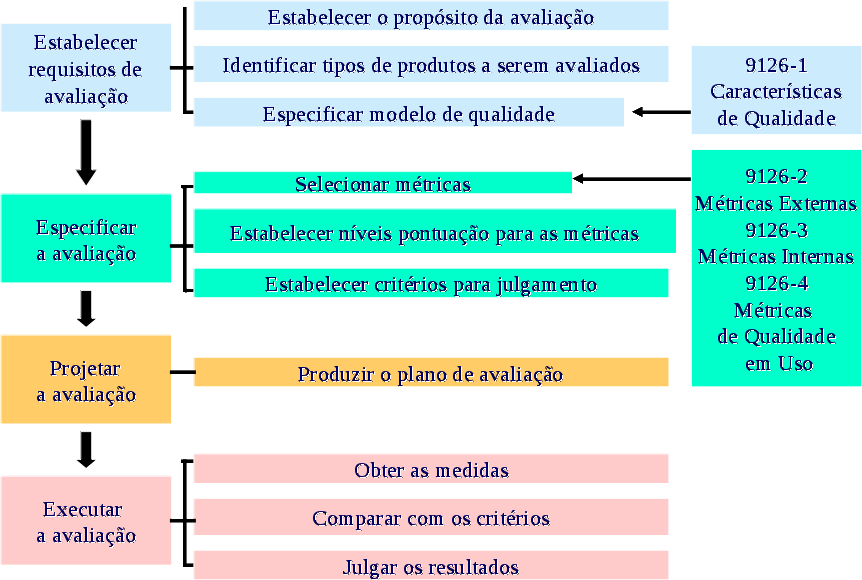 Estabelecer
requisitos de
avaliação
Estabelecer o propósito da avaliação
Identificar tipos de produtos a serem avaliados
Especificar modelo de qualidade
9126-1
Características
de Qualidade
Especificar
a avaliação
Selecionar métricas
Estabelecer níveis pontuação para as métricas
Estabelecer critérios para julgamento
9126-2
Métricas Externas
9126-3
Métricas Internas
9126-4
Métricas
de Qualidade
em Uso
Projetar
a avaliação
Produzir o plano de avaliação
Executar
a avaliação
Obter as medidas
Comparar com os critérios
Julgar os resultados